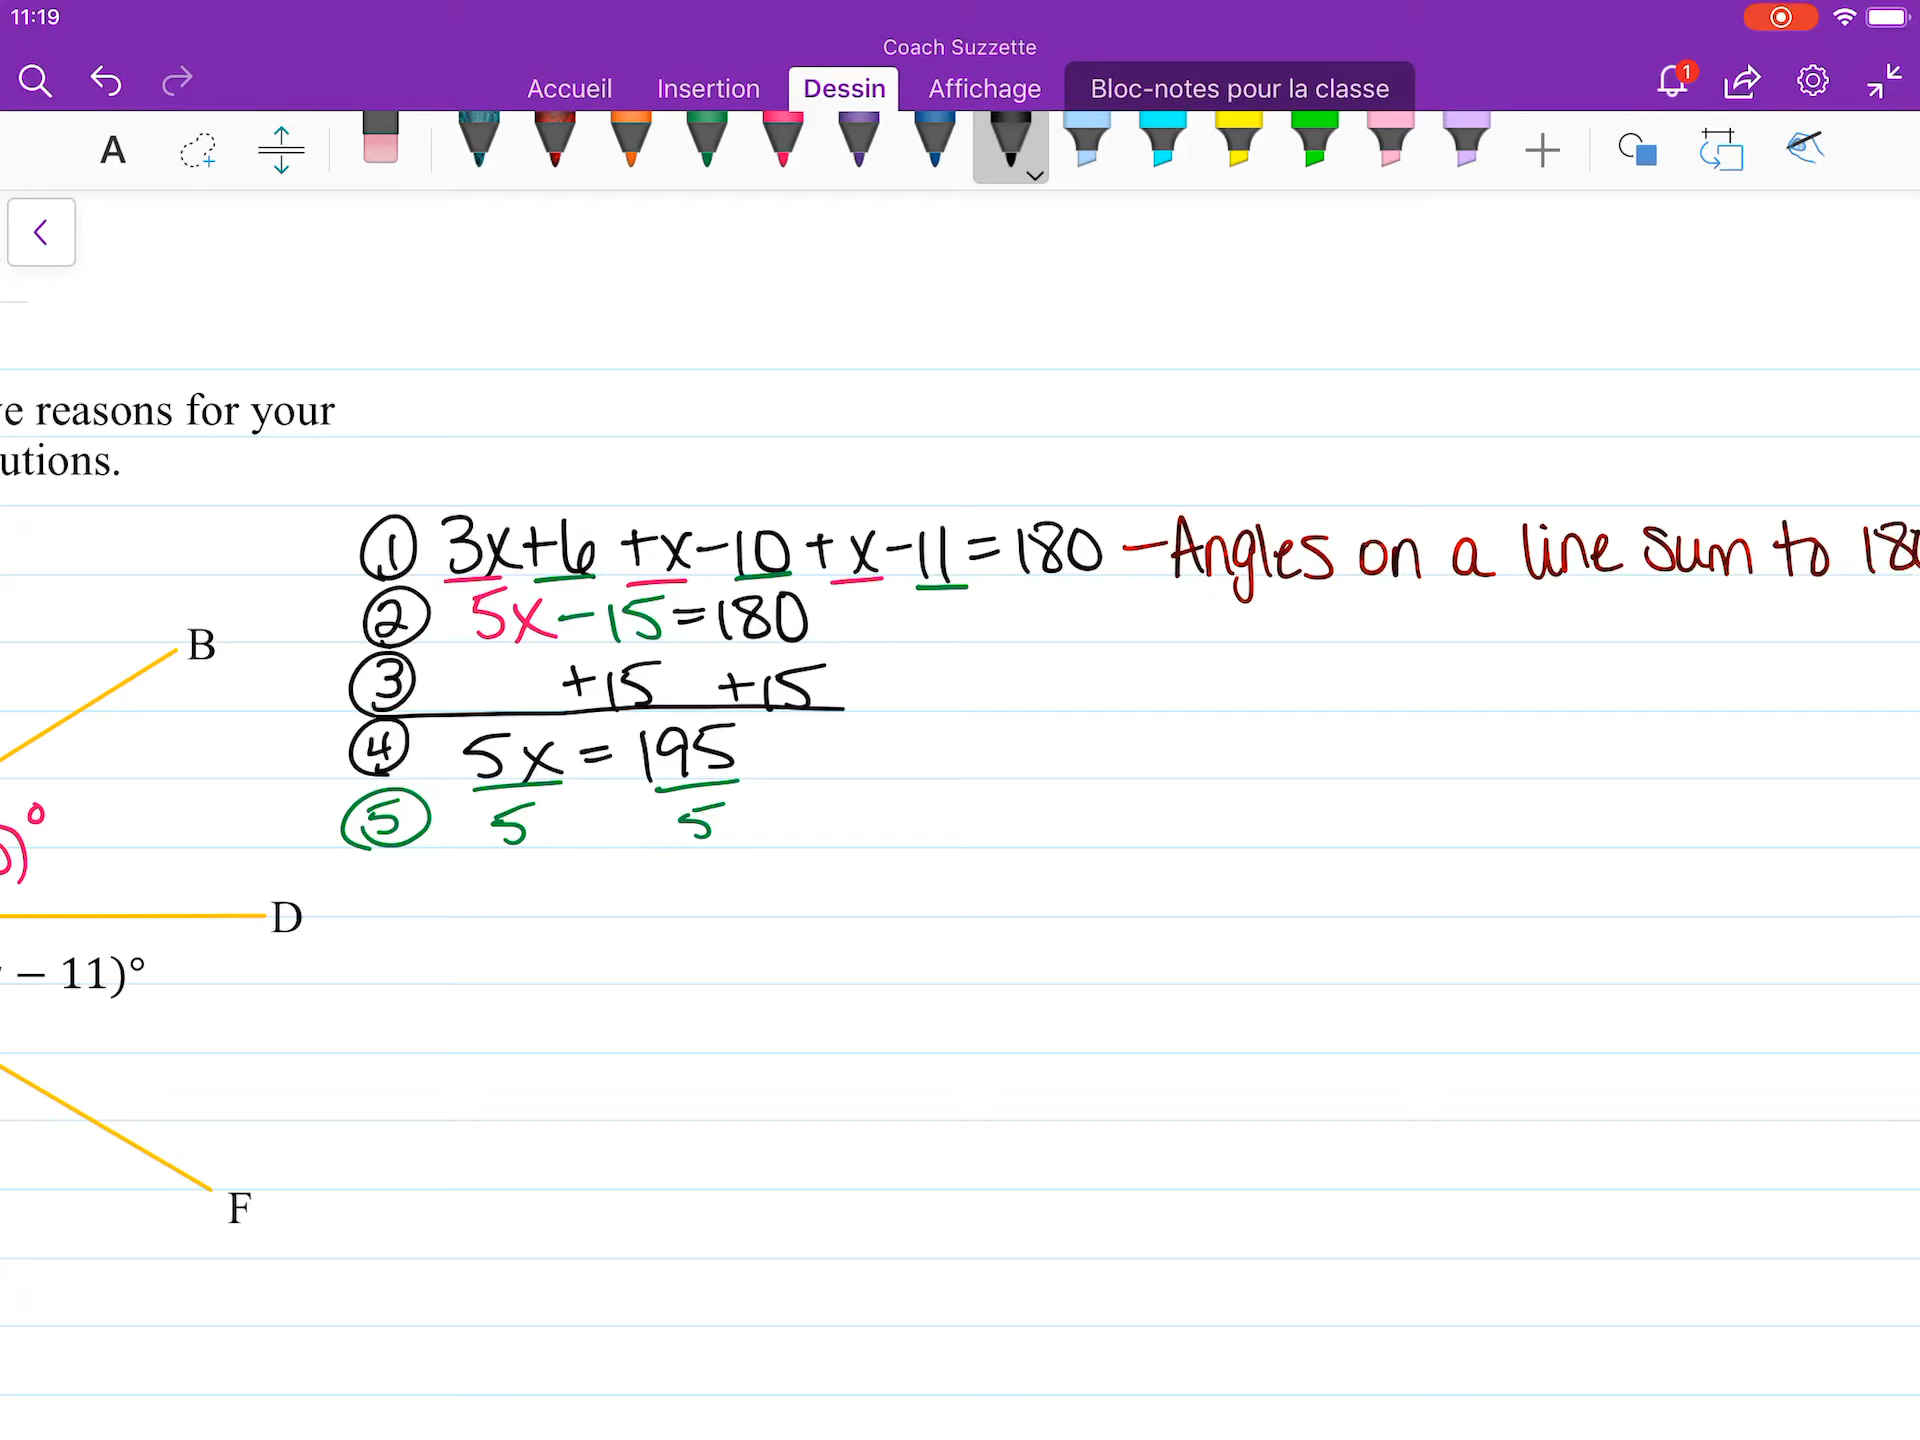 11:19
Coach Suzzette
Accueil Insertion Dessin Affichage Bloc-notes pour la classe
1
A
reasons for your
utions.
① 3x+6 +x-10+x-11=180 -Angles on a line sum to
② 5x-15=180
B
③ +15 +15
④ 5x = 195
⑤ 5 5
)°
D
- 11)°
F